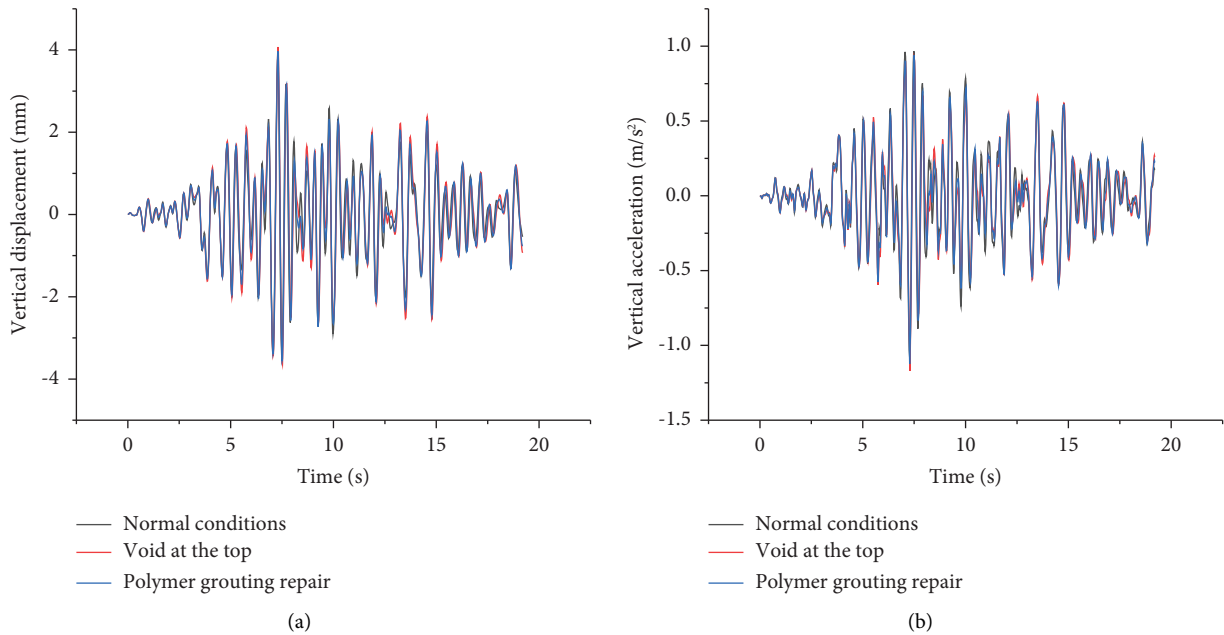 4
2
0
-2
-4
Vertical displacement (mm)
0
5
10
15
20
Time (s)
Normal conditions
Void at the top
Polymer grouting repair
(a)
1.0
0.5
0.0
-0.5
-1.0
-1.5
Vertical acceleration (m/s²)
0
5
10
15
20
Time (s)
Normal conditions
Void at the top
Polymer grouting repair
(b)